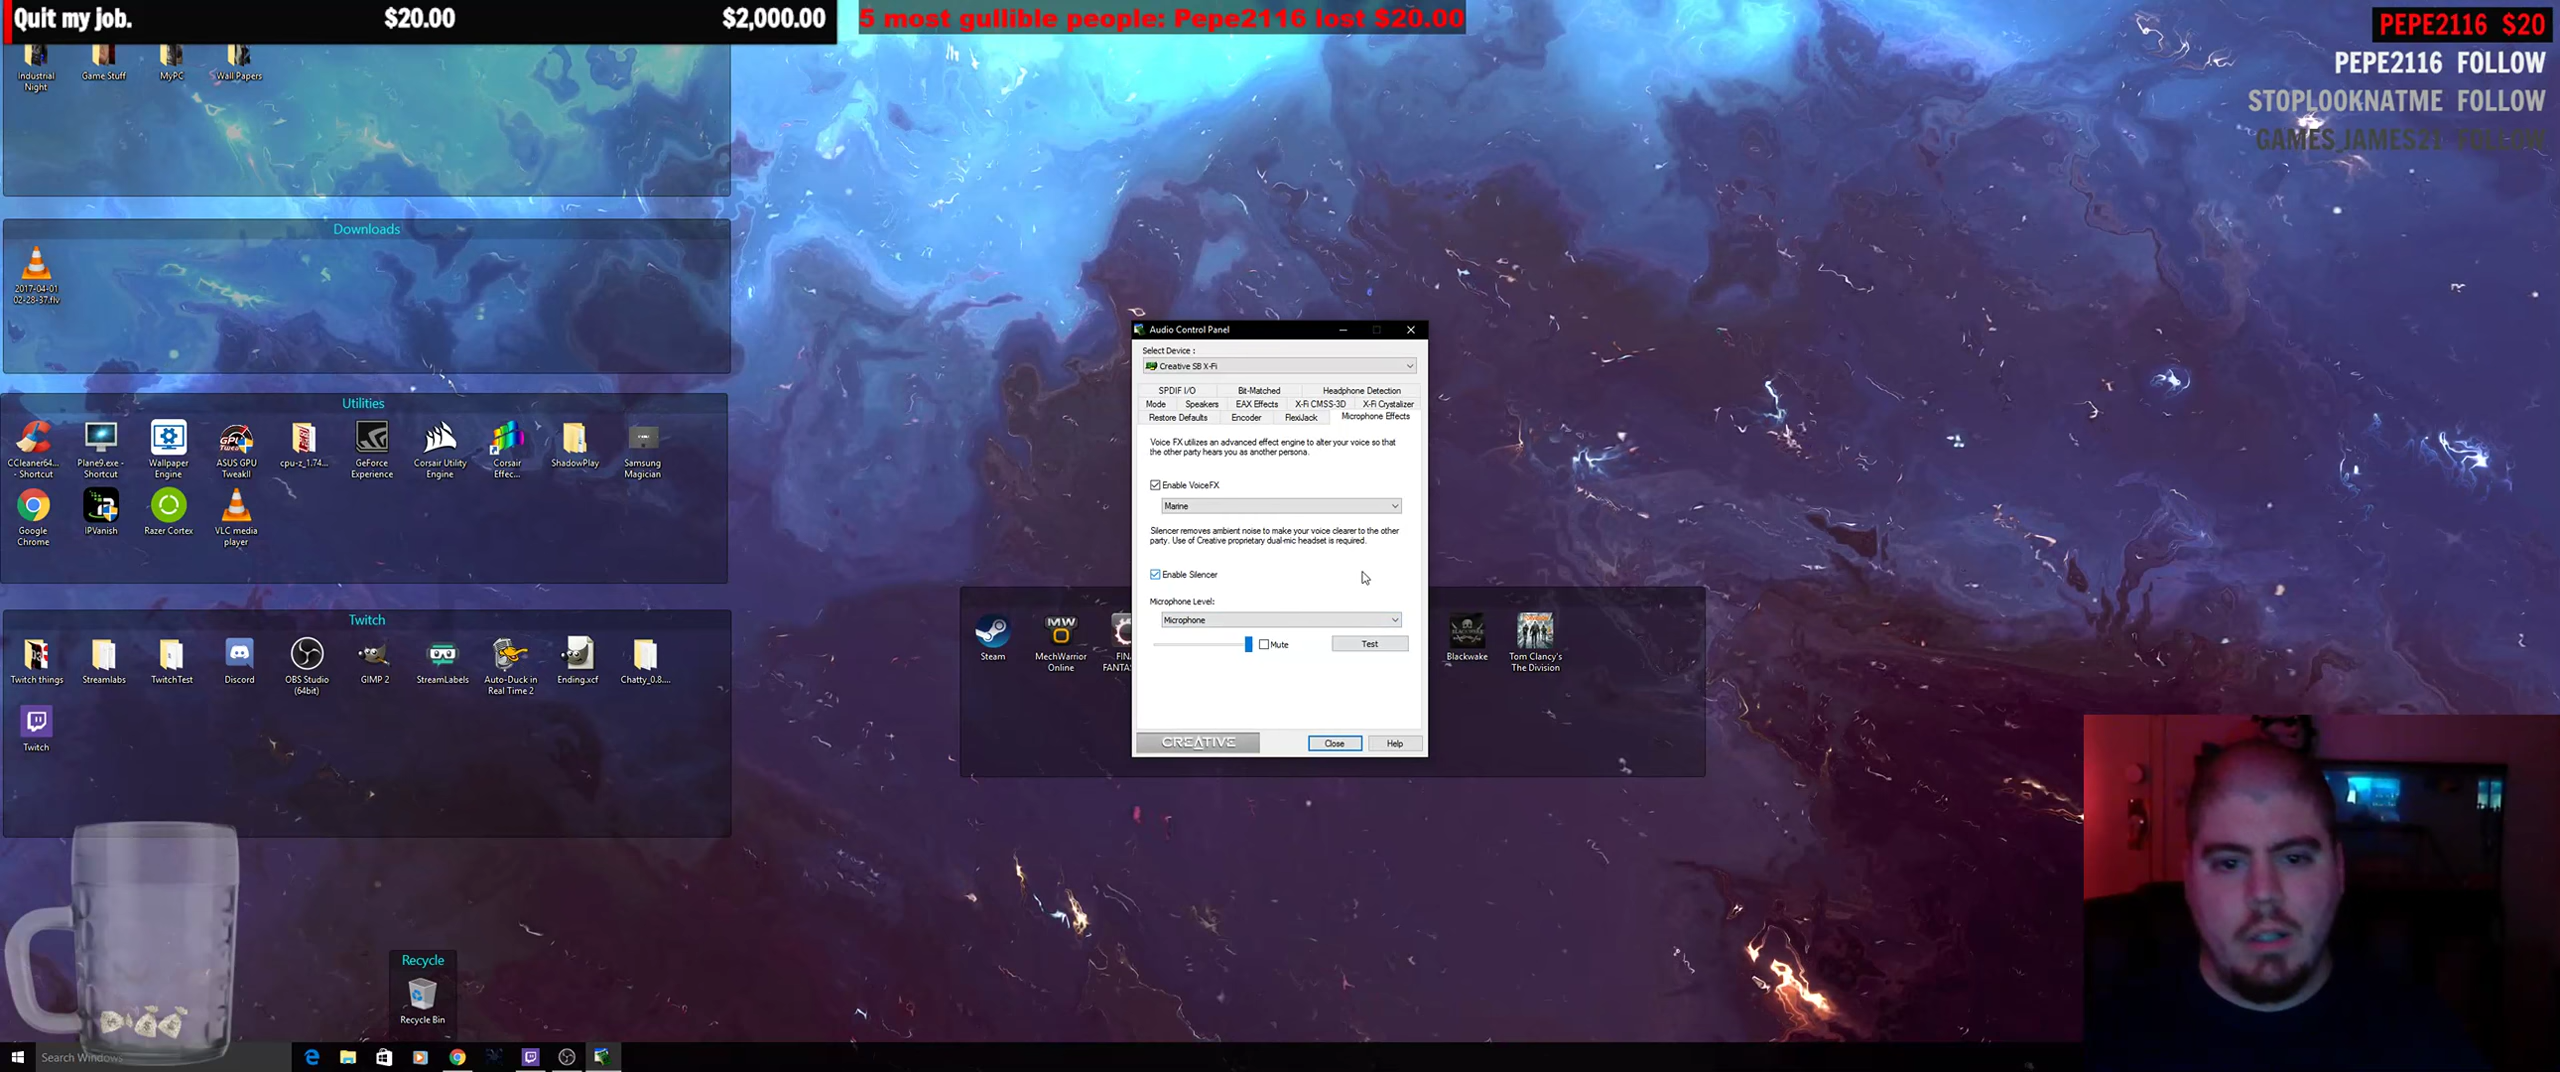 Quit my job. $20.00 $2,000.00
5 most gullible people: Pepe2116 lost $20.00
PEPE2116 $20
PEPE2116 FOLLOW
STOPLOOKNATME FOLLOW
GAMES_JAMES21 FOLLOW
Industrial
Night
Game Stuff
MyPC
Wall Papers
Downloads
2017-04-01
02-28-37.flv
Utilities
CCleaner64...
- Shortcut
Plane9.exe -
Shortcut
Wallpaper
Engine
ASUS GPU
TweakII
cpu-z_1.74...
GeForce
Experience
Corsair Utility
Engine
Corsair
Effec...
ShadowPlay
Samsung
Magician
Google
Chrome
IPVanish
Razer Cortex
VLC media
player
Twitch
Twitch things
Streamlabs
TwitchTest
Discord
OBS Studio
(64bit)
GIMP 2
StreamLabels
Auto-Duck in
Real Time 2
Ending.xcf
Chatty_0.8....
Twitch
Recycle
Recycle Bin
Search Windows
Steam
MechWarrior
Online
FIN
FANTAS
Blackwake
Tom Clancy's
The Division
Audio Control Panel
Select Device :
Creative SB X-Fi
SPDIF I/O Bit-Matched Headphone Detection
Mode Speakers EAX Effects X-Fi CMSS-3D X-Fi Crystalizer
Restore Defaults Encoder FlexiJack Microphone Effects
Voice FX utilizes an advanced effect engine to alter your voice so that
the other party hears you as another persona.
Enable VoiceFX
Marine
Silencer removes ambient noise to make your voice clearer to the other
party. Use of Creative proprietary dual-mic headset is required.
Enable Silencer
Microphone Level:
Microphone
Mute
Test
CREATIVE
Close
Help